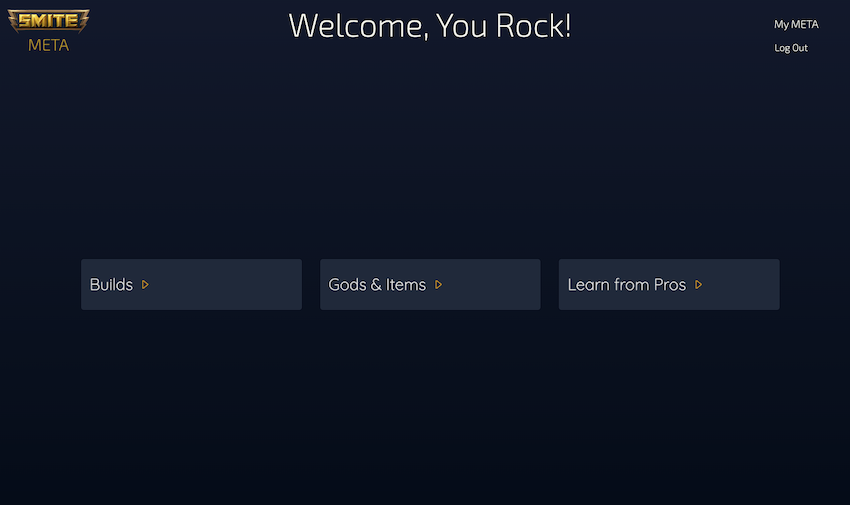 SMITE
META
Welcome, You Rock!
My META
Log Out
Builds
Gods & Items
Learn from Pros